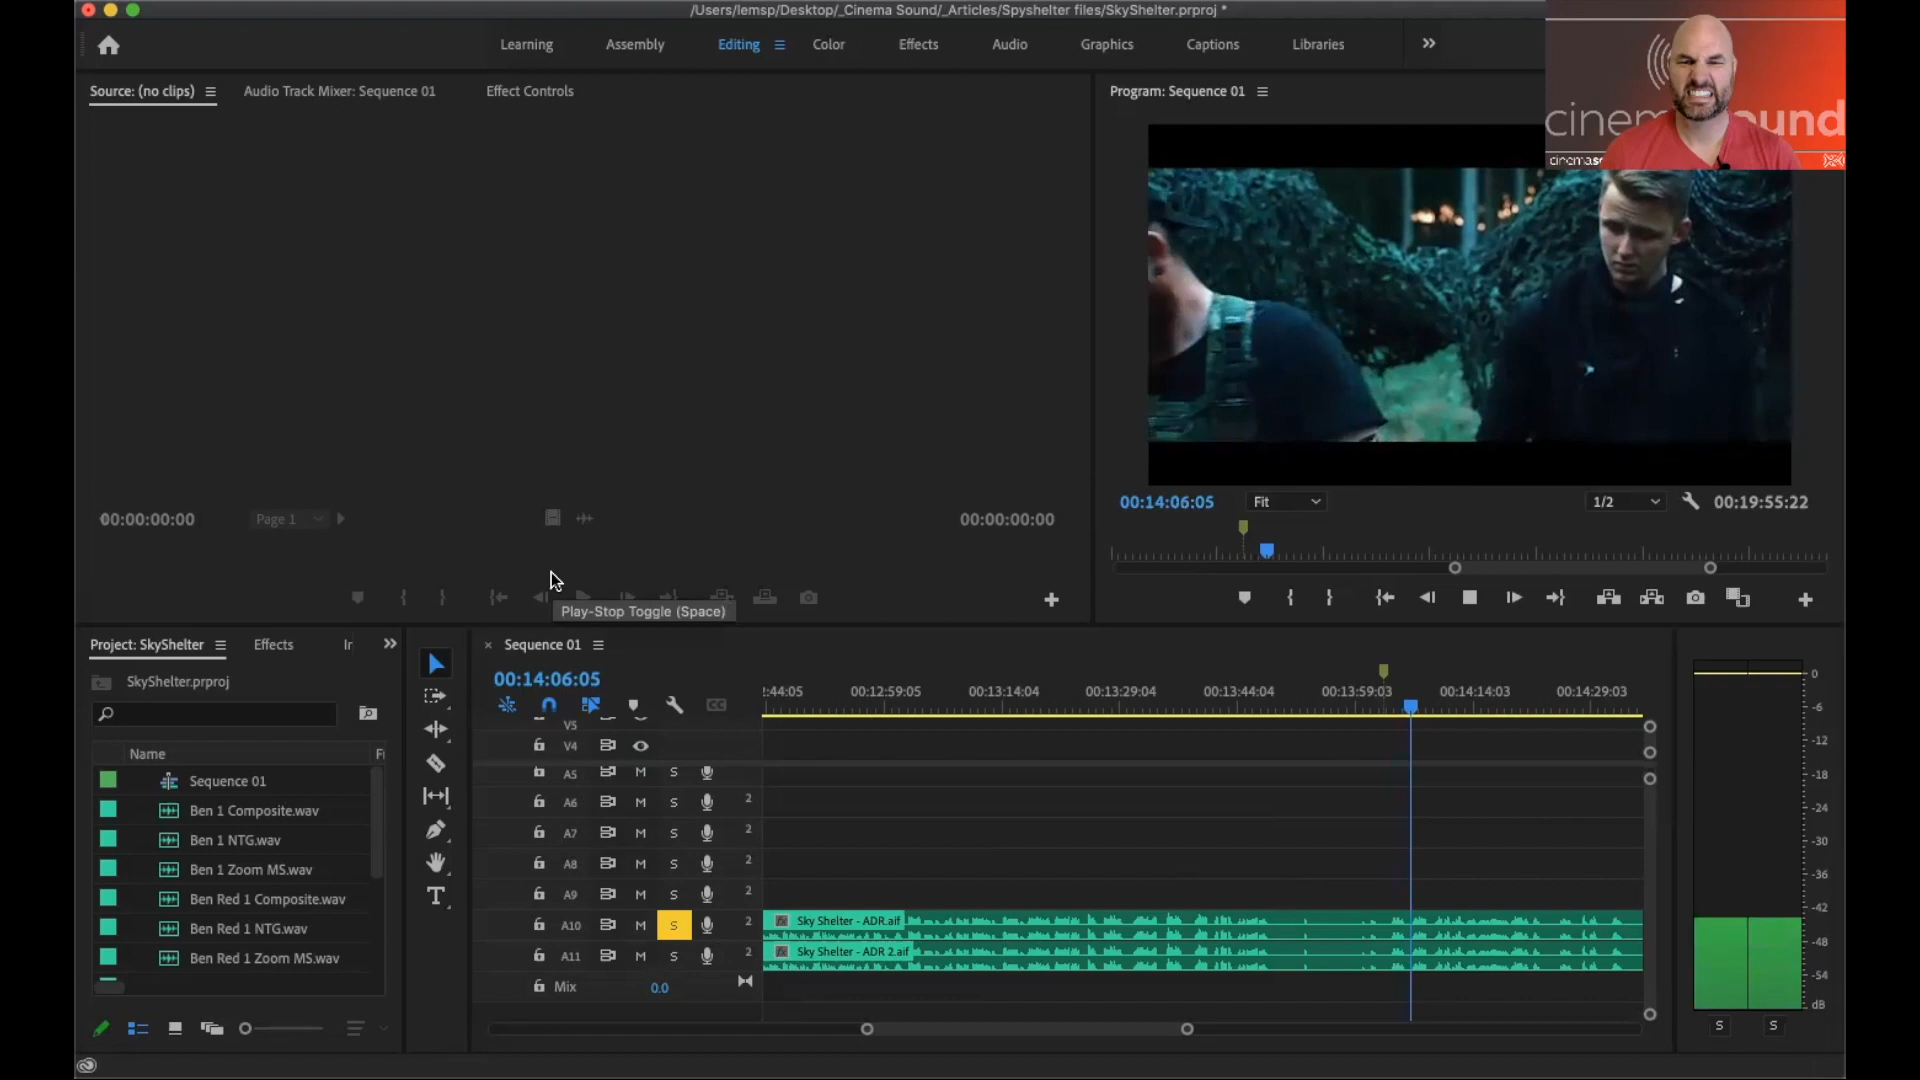 /Users/lemsp/Desktop/_Cinema Sound/_Articles/Spyshelter files/SkyShelter.prproj *
Learning
Assembly
Editing
Color
Effects
Audio
Graphics
Captions
Libraries
Source: (no clips)
Audio Track Mixer: Sequence 01
Effect Controls
Program: Sequence 01
00:14:06:05
Fit
1/2
00:19:55:22
00:00:00:00
Page 1
00:00:00:00
Play-Stop Toggle (Space)
Project: SkyShelter
Effects
In
SkyShelter.prproj
Name
Sequence 01
Ben 1 Composite.wav
Ben 1 NTG.wav
Ben 1 Zoom MS.wav
Ben Red 1 Composite.wav
Ben Red 1 NTG.wav
Ben Red 1 Zoom MS.wav
Sequence 01
00:14:06:05
:44:05
00:12:59:05
00:13:14:04
00:13:29:04
00:13:44:04
00:13:59:03
00:14:14:03
00:14:29:03
V5
V4
A5 M S
A6 M S 2
A7 M S 2
A8 M S 2
A9 M S 2
A10 M S 2
Sky Shelter - ADR.aif
A11 M S 2
Sky Shelter - ADR 2.aif
Mix 0.0
0
-6
-12
-18
-24
-30
-36
-42
-48
-54
dB
S
S